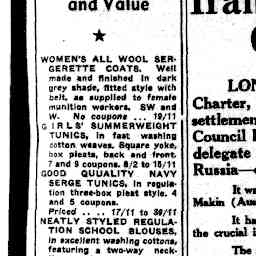 and Value
★
WOMEN'S ALL WOOL SER-
GERETTE COATS. Well
made and finished in dark
grey shade, fitted style with
belt, as supplied to female
munition workers. SW and
W. No coupons ... 19/11
GIRLS' SUMMERWEIGHT
TUNICS, in fast washing
cotton weaves. Square yoke,
box pleats, back and front.
7 and 9 coupons. 8/2 to 15/11
GOOD QUUALITY NAVY
SERGE TUNICS, in regula-
tion three-box pleat style. 4
and 5 coupons.
Priced .. .. 17/11 to 30/11
NEATLY STYLED REGULA-
TION SCHOOL BLOUSES,
in excellent washing cottons,
featuring a two-way neck-
LON
Charter,
settlemen
Council
delegate
Russia—
It wa
Makin (Aus
It ha
the crucial i
The